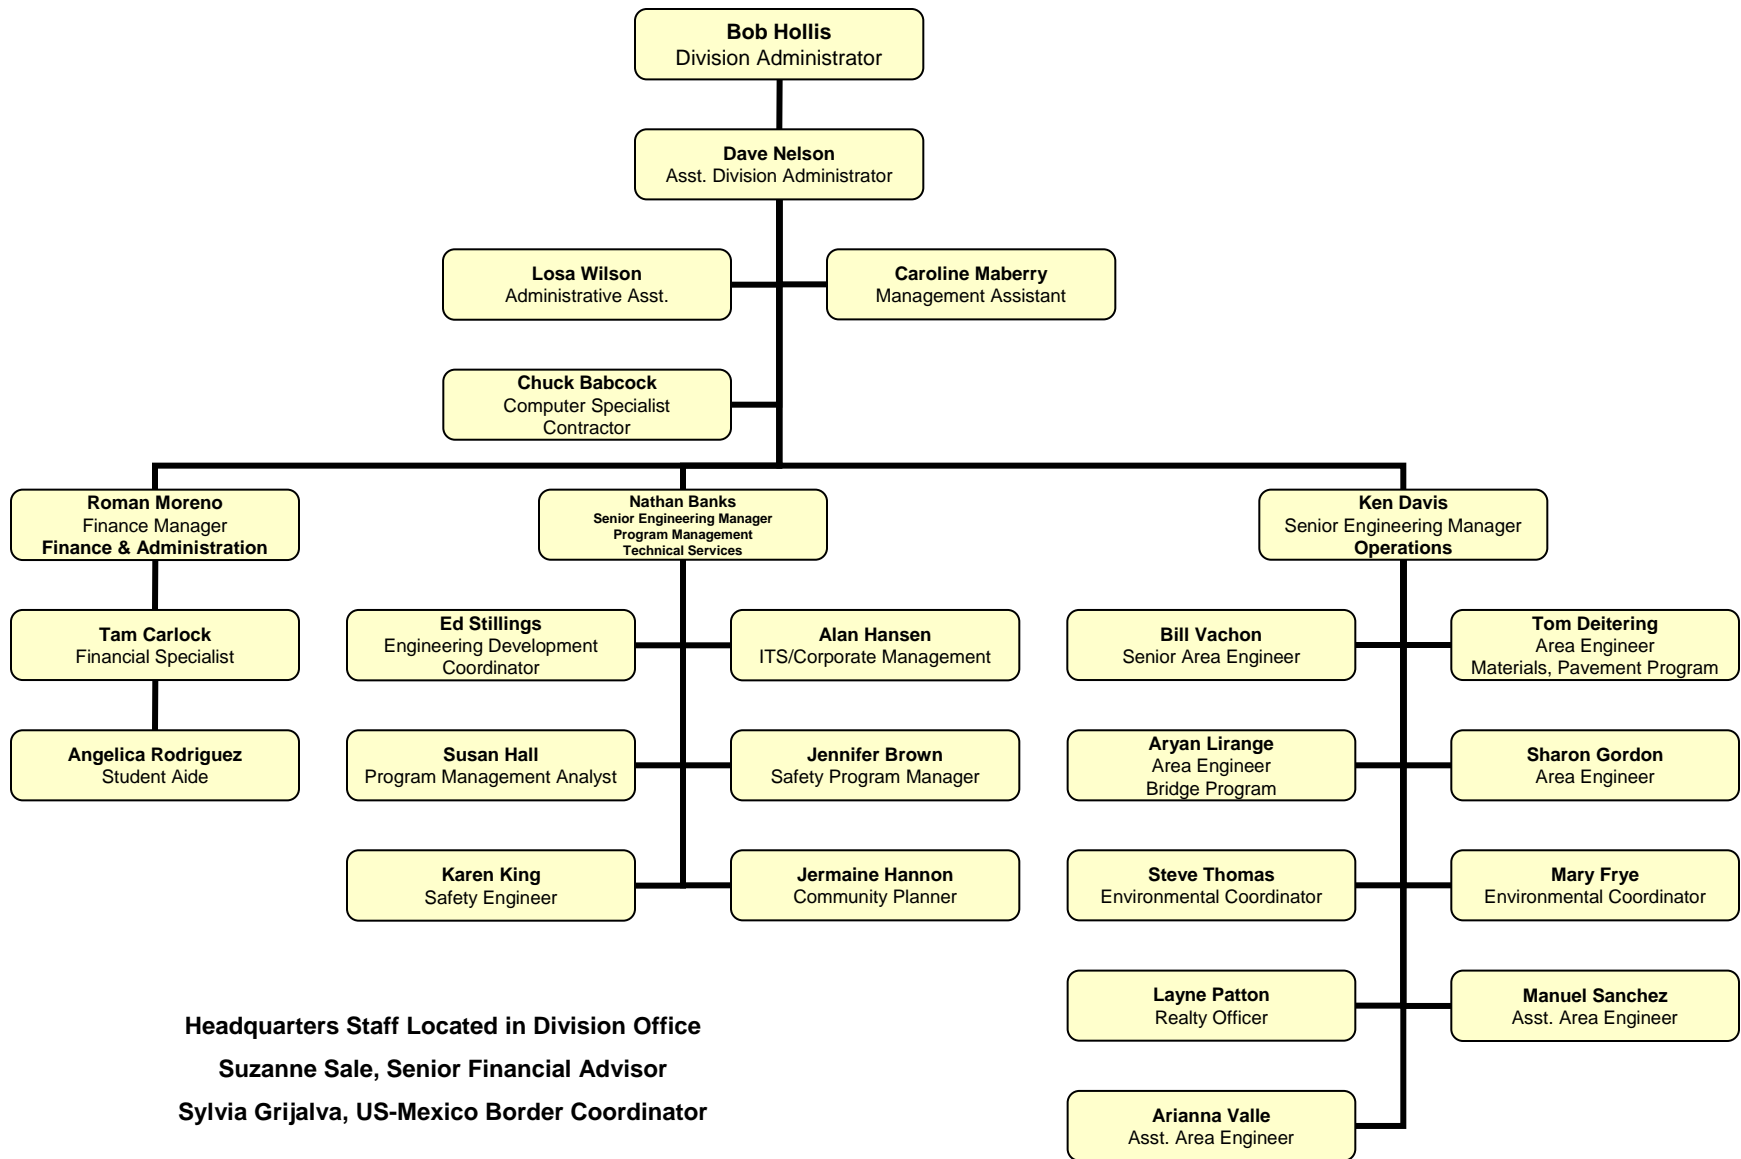 Bob Hollis
Division Administrator
Dave Nelson
Asst. Division Administrator
Losa Wilson
Administrative Asst.
Caroline Maberry
Management Assistant
Chuck Babcock
Computer Specialist
Contractor
Roman Moreno
Finance Manager
Finance & Administration
Nathan Banks
Senior Engineering Manager
Program Management
Technical Services
Ken Davis
Senior Engineering Manager
Operations
Tam Carlock
Financial Specialist
Ed Stillings
Engineering Development
Coordinator
Alan Hansen
ITS/Corporate Management
Bill Vachon
Senior Area Engineer
Tom Deitering
Area Engineer
Materials, Pavement Program
Angelica Rodriguez
Student Aide
Susan Hall
Program Management Analyst
Jennifer Brown
Safety Program Manager
Aryan Lirange
Area Engineer
Bridge Program
Sharon Gordon
Area Engineer
Karen King
Safety Engineer
Jermaine Hannon
Community Planner
Steve Thomas
Environmental Coordinator
Mary Frye
Environmental Coordinator
Layne Patton
Realty Officer
Manuel Sanchez
Asst. Area Engineer
Headquarters Staff Located in Division Office
Suzanne Sale, Senior Financial Advisor
Sylvia Grijalva, US-Mexico Border Coordinator
Arianna Valle
Asst. Area Engineer